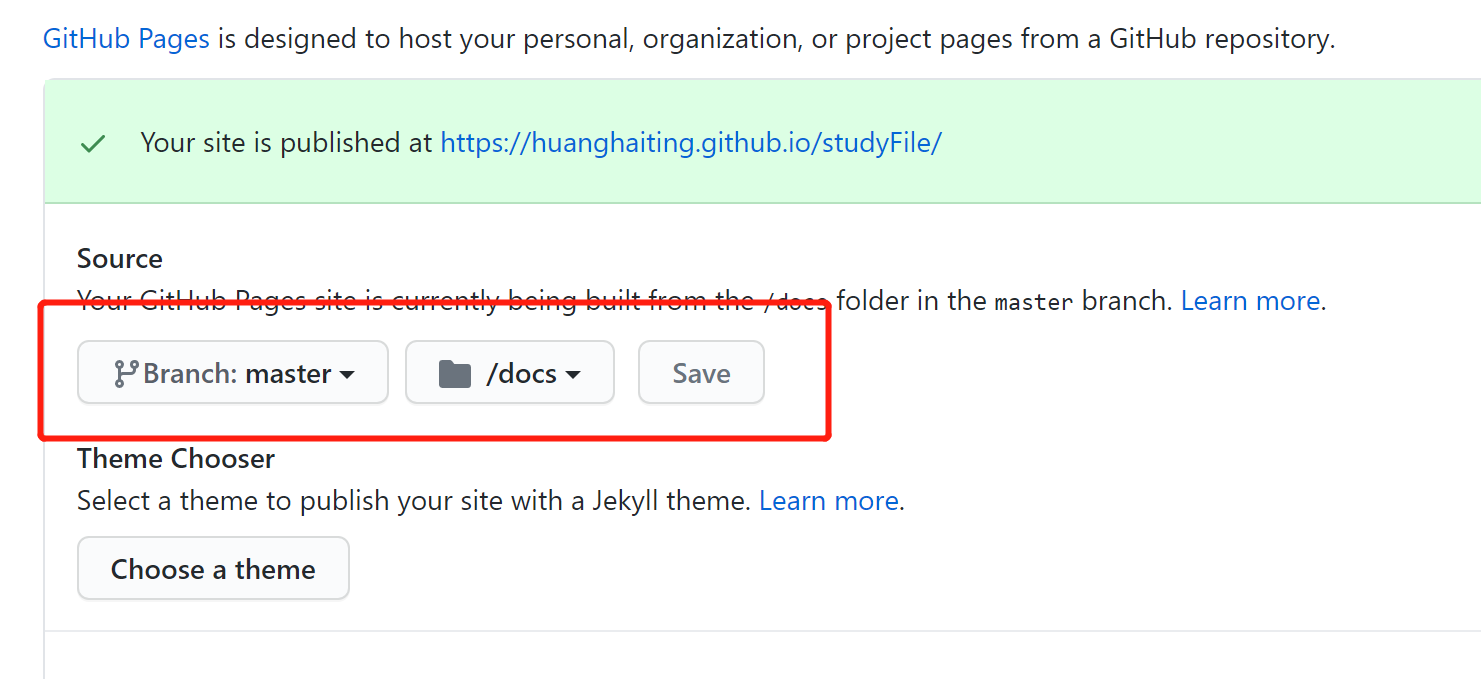 GitHub Pages is designed to host your personal, organization, or project pages from a GitHub repository.
Your site is published at https://huanghaiting.github.io/studyFile/
Source
Your GitHub Pages site is currently being built from the /docs folder in the master branch. Learn more.
Branch: master /docs Save
Theme Chooser
Select a theme to publish your site with a Jekyll theme. Learn more.
Choose a theme